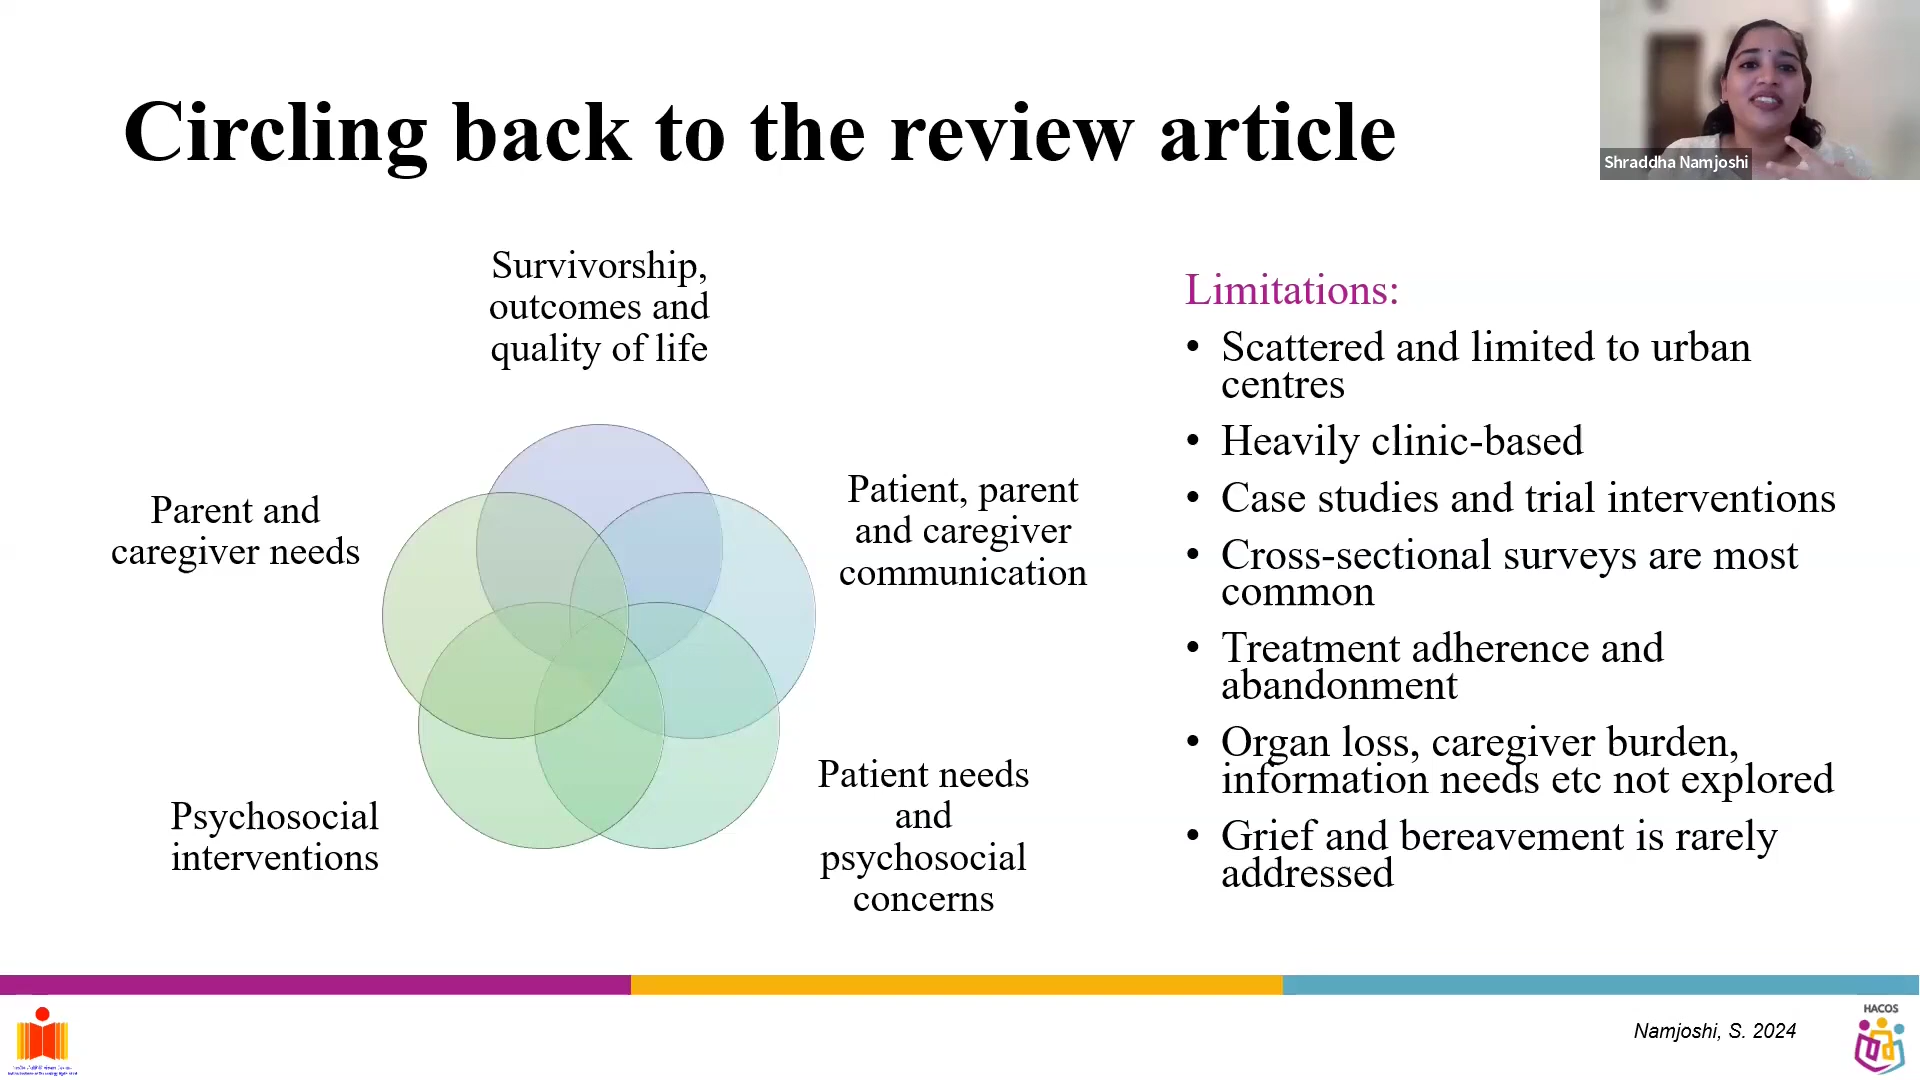 Circling back to the review article
Shraddha Namjoshi
Survivorship,
outcomes and
quality of life
Parent and
caregiver needs
Patient, parent
and caregiver
communication
Psychosocial
interventions
Patient needs
and
psychosocial
concerns
Limitations:
• Scattered and limited to urban
centres
• Heavily clinic-based
• Case studies and trial interventions
• Cross-sectional surveys are most
common
• Treatment adherence and
abandonment
• Organ loss, caregiver burden,
information needs etc not explored
• Grief and bereavement is rarely
addressed
Namjoshi, S. 2024
HACOS